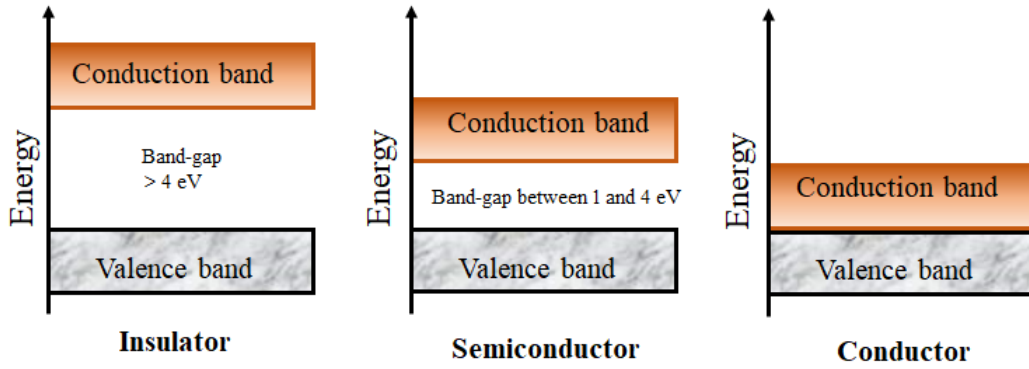 Energy
Conduction band
Band-gap
> 4 eV
Valence band
Insulator
Energy
Conduction band
Band-gap between 1 and 4 eV
Valence band
Semiconductor
Energy
Conduction band
Valence band
Conductor